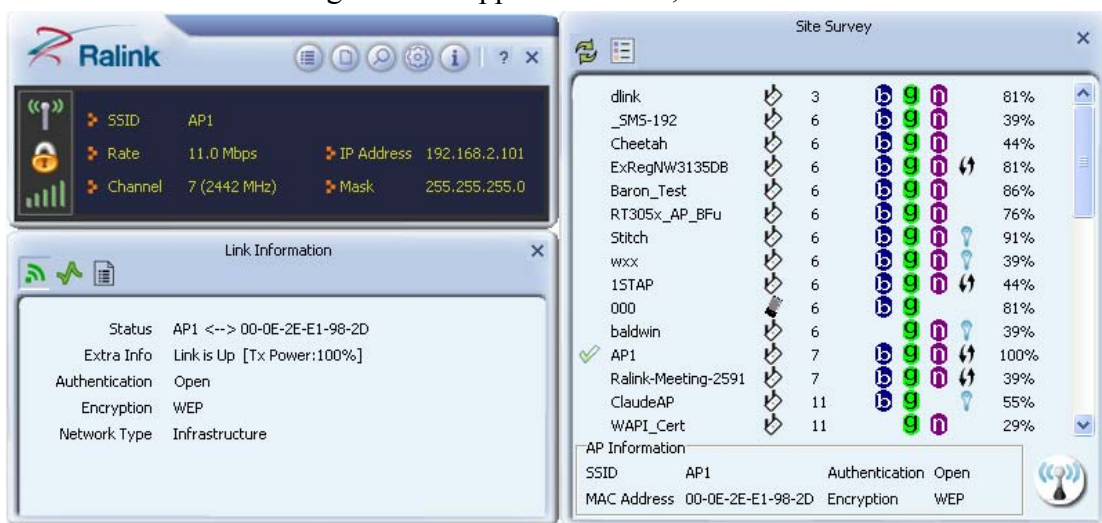 Ralink
? ×
SSID AP1
Rate 11.0 Mbps IP Address 192.168.2.101
Channel 7 (2442 MHz) Mask 255.255.255.0
Link Information ×
Status AP1 <--> 00-0E-2E-E1-98-2D
Extra Info Link is Up [Tx Power:100%]
Authentication Open
Encryption WEP
Network Type Infrastructure
Site Survey ×
dlink 3 b g n 81%
_SMS-192 6 b g n 39%
Cheetah 6 b g n 44%
ExRegNW3135DB 6 b g n 81%
Baron_Test 6 b g n 86%
RT305x_AP_BFu 6 b g n 76%
Stitch 6 b g n 91%
wxx 6 b g n 39%
1STAP 6 b g n 44%
000 6 b g 81%
baldwin 6 g n 39%
AP1 7 b g n 100%
Ralink-Meeting-2591 7 b g n 39%
ClaudeAP 11 b g 55%
WAPI_Cert 11 g n 29%
AP Information
SSID AP1 Authentication Open
MAC Address 00-0E-2E-E1-98-2D Encryption WEP